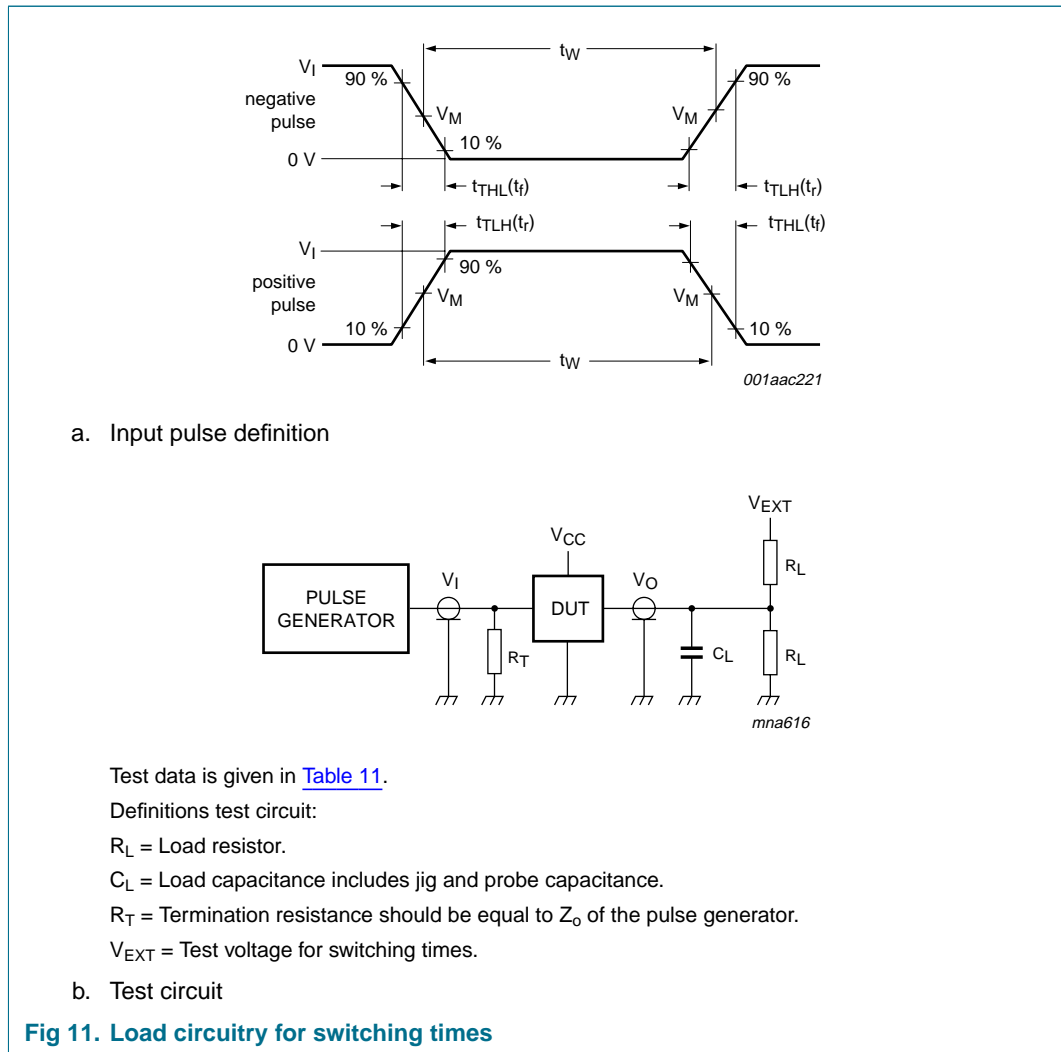 tW
VI
90 %
90 %
negative
pulse
VM
VM
10 %
0 V
tTHL(tf)
tTLH(tr)
tTLH(tr)
tTHL(tf)
VI
90 %
positive
pulse
VM
VM
10 %
10 %
0 V
tW
001aac221
a. Input pulse definition
VEXT
VCC
RL
VI
VO
PULSE
GENERATOR
DUT
RT
CL
RL
mna616
Test data is given in Table 11.
Definitions test circuit:
RL = Load resistor.
CL = Load capacitance includes jig and probe capacitance.
RT = Termination resistance should be equal to Zo of the pulse generator.
VEXT = Test voltage for switching times.
b. Test circuit
Fig 11. Load circuitry for switching times